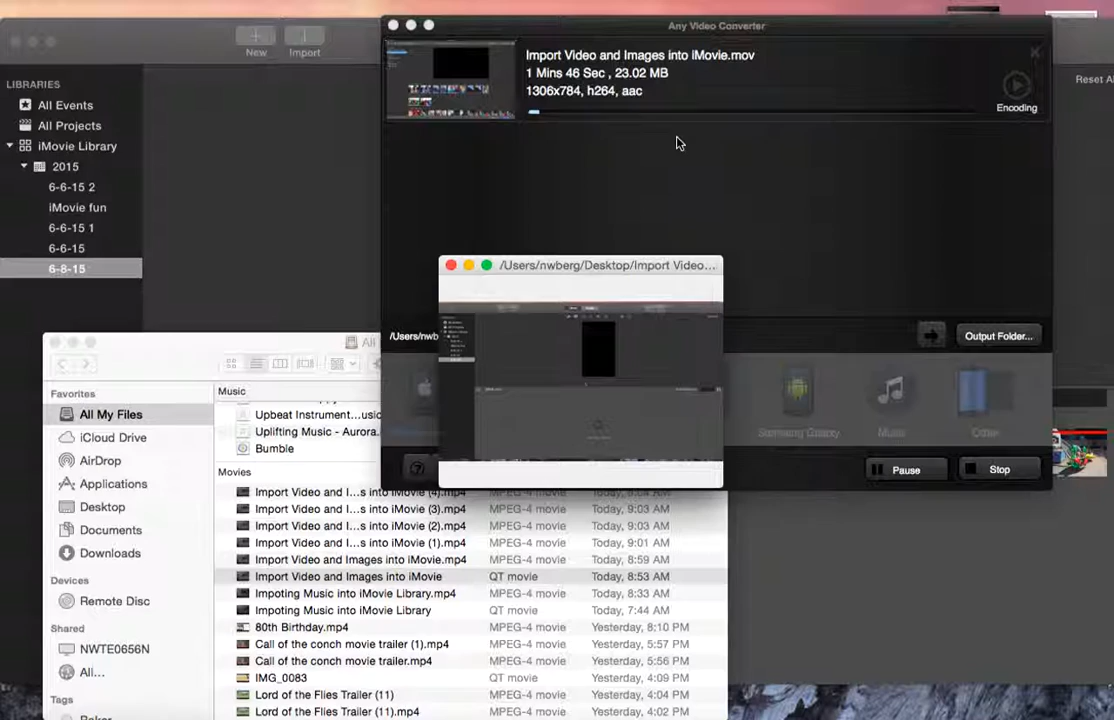 Any Video Converter
New
Import
Import Video and Images into iMovie.mov
1 Mins 46 Sec , 23.02 MB
1306x784, h264, aac
Encoding
Reset Al
LIBRARIES
All Events
All Projects
iMovie Library
2015
6-6-15 2
iMovie fun
6-6-15 1
6-6-15
6-8-15
/Users/nwberg/Desktop/Import Video...
/Users/nwb
Output Folder...
Samsung Galaxy
Music
Other
Pause
Stop
All
Favorites
All My Files
iCloud Drive
AirDrop
Applications
Desktop
Documents
Downloads
Devices
Remote Disc
Shared
NWTE0656N
All...
Tags
Music
Upbeat Instrument...usic
Uplifting Music - Aurora.
Bumble
Movies
Import Video and I...s into iMovie (4).mp4 MPEG-4 movie Today, 9:04 AM
Import Video and I...s into iMovie (3).mp4 MPEG-4 movie Today, 9:03 AM
Import Video and I...s into iMovie (2).mp4 MPEG-4 movie Today, 9:03 AM
Import Video and I...s into iMovie (1).mp4 MPEG-4 movie Today, 9:01 AM
Import Video and Images into iMovie.mp4 MPEG-4 movie Today, 8:59 AM
Import Video and Images into iMovie QT movie Today, 8:53 AM
Impoting Music into iMovie Library.mp4 MPEG-4 movie Today, 8:33 AM
Impoting Music into iMovie Library QT movie Today, 7:44 AM
80th Birthday.mp4 MPEG-4 movie Yesterday, 8:10 PM
Call of the conch movie trailer (1).mp4 MPEG-4 movie Yesterday, 5:57 PM
Call of the conch movie trailer.mp4 MPEG-4 movie Yesterday, 5:56 PM
IMG_0083 QT movie Yesterday, 4:09 PM
Lord of the Flies Trailer (11) MPEG-4 movie Yesterday, 4:04 PM
Lord of the Flies Trailer (11).mp4 MPEG-4 movie Yesterday, 4:02 PM